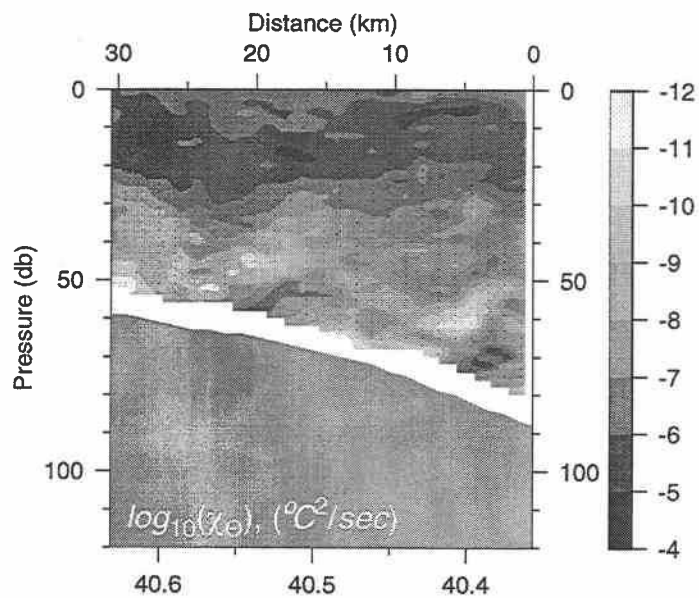 Distance (km)
30 20 10 0
0 0 -12
-11
-10
50 50 -9
-8
Pressure (db)
-7
100 100 -6
-5
log₁₀(χΘ), (°C²/sec)
-4
40.6 40.5 40.4